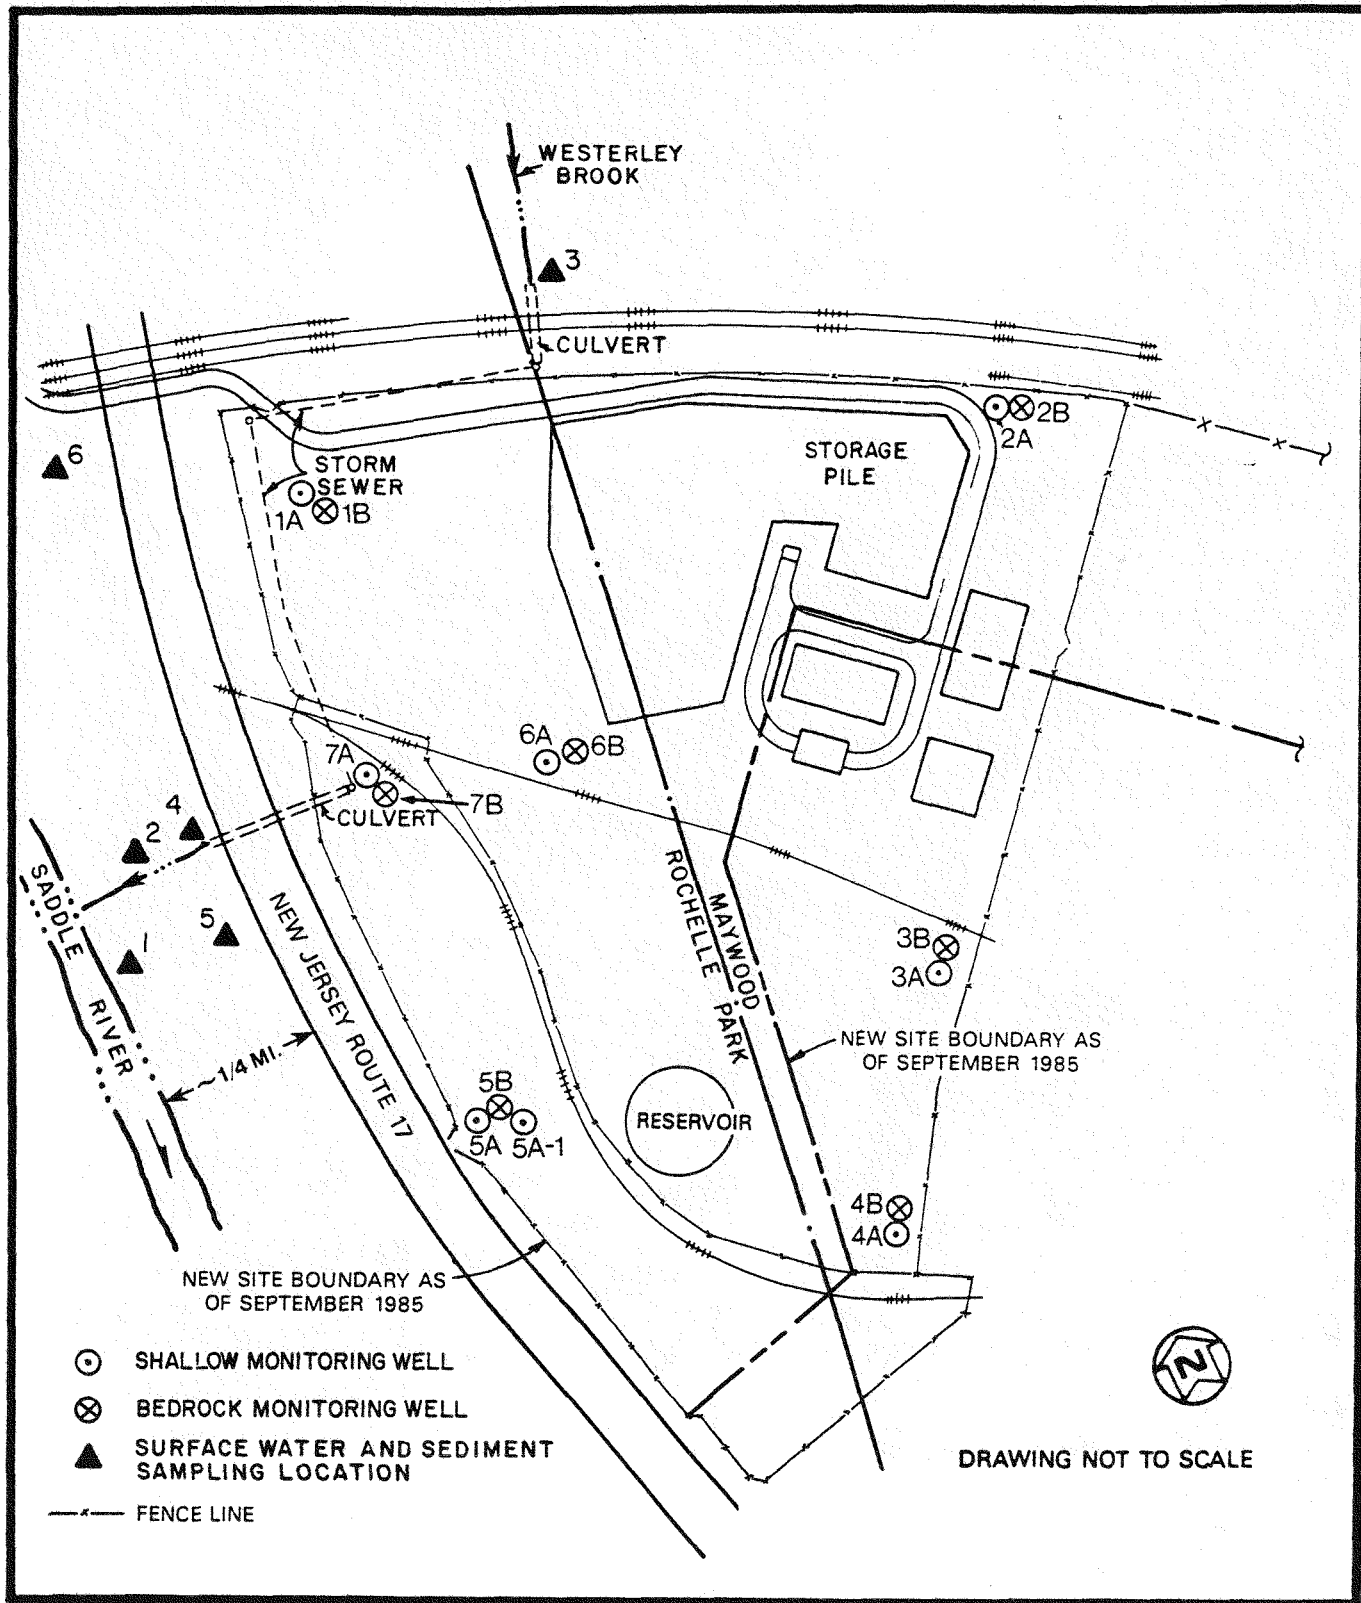 WESTERLEY
BROOK
3
CULVERT
2B
2A
STORAGE
PILE
6
STORM
SEWER
1A
1B
6A
6B
7A
7B
CULVERT
4
2
5
1
SADDLE
RIVER
~1/4 MI.
NEW JERSEY ROUTE 17
MAYWOOD
ROCHELLE PARK
3B
3A
NEW SITE BOUNDARY AS
OF SEPTEMBER 1985
5B
5A
5A-1
RESERVOIR
4B
4A
NEW SITE BOUNDARY AS
OF SEPTEMBER 1985
SHALLOW MONITORING WELL
BEDROCK MONITORING WELL
SURFACE WATER AND SEDIMENT
SAMPLING LOCATION
FENCE LINE
N
DRAWING NOT TO SCALE